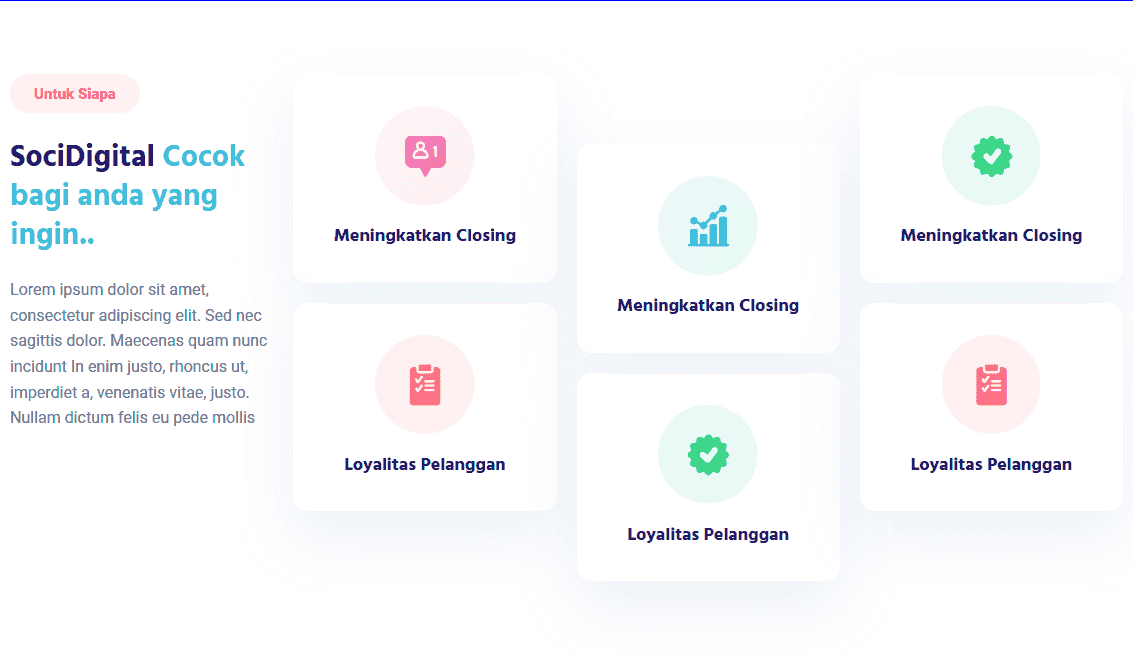 Untuk Siapa
SociDigital Cocok
bagi anda yang
ingin..
Lorem ipsum dolor sit amet,
consectetur adipiscing elit. Sed nec
sagittis dolor. Maecenas quam nunc
incidunt In enim justo, rhoncus ut,
imperdiet a, venenatis vitae, justo.
Nullam dictum felis eu pede mollis
1
Meningkatkan Closing
Loyalitas Pelanggan
Meningkatkan Closing
Loyalitas Pelanggan
Meningkatkan Closing
Loyalitas Pelanggan